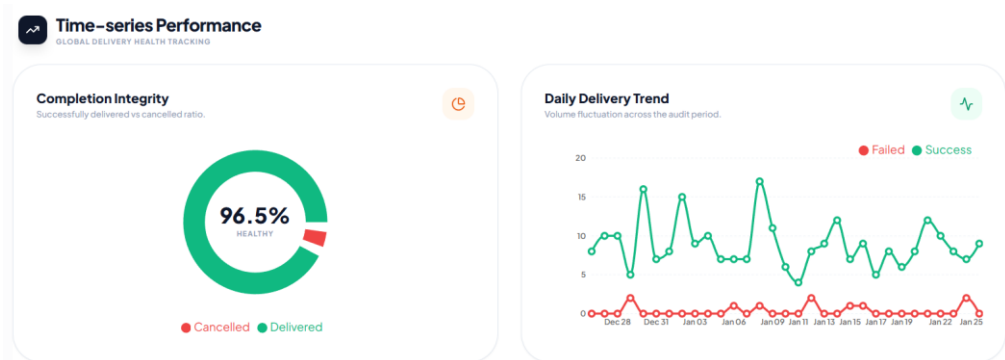 Time-series Performance
GLOBAL DELIVERY HEALTH TRACKING
Completion Integrity
Successfully delivered vs cancelled ratio.
96.5%
HEALTHY
Cancelled Delivered
Daily Delivery Trend
Volume fluctuation across the audit period.
Failed Success
20
15
10
5
0
Dec 28 Dec 31 Jan 03 Jan 06 Jan 09 Jan 11 Jan 13 Jan 15 Jan 17 Jan 19 Jan 22 Jan 25